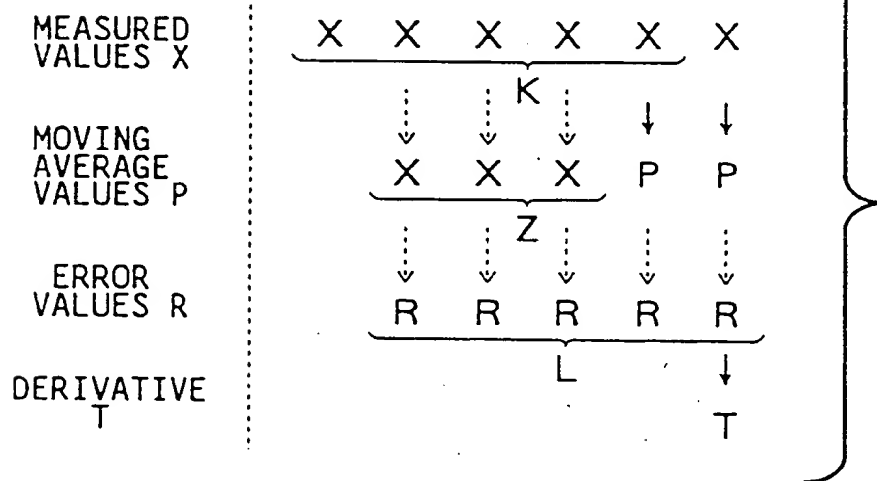 MEASURED
VALUES X
X X X X X X
K
MOVING
AVERAGE
VALUES P
X X X P P
Z
ERROR
VALUES R
R R R R R
L
DERIVATIVE
T
T